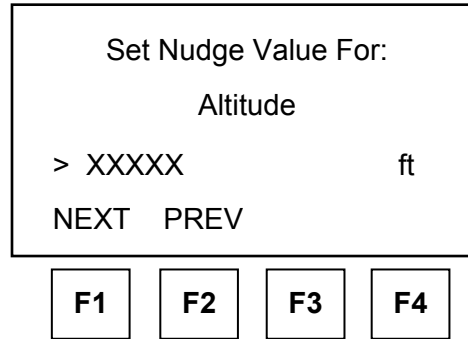 Set Nudge Value For:
Altitude
> XXXXX ft
NEXT PREV
F1 F2 F3 F4